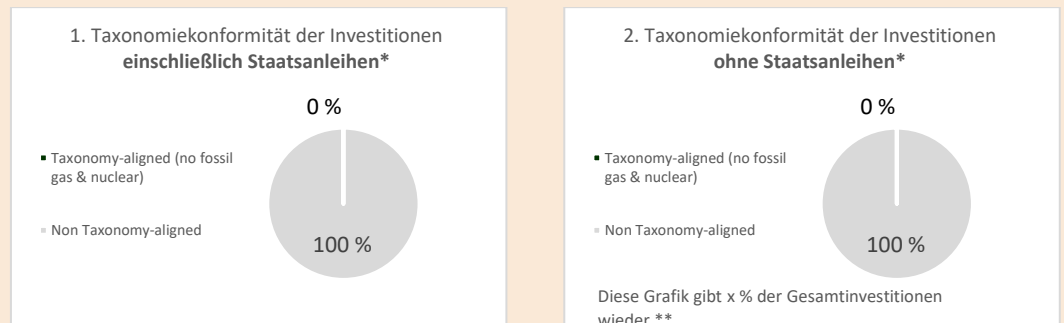 1. Taxonomiekonformität der Investitionen
einschließlich Staatsanleihen*
0 %
Taxonomy-aligned (no fossil
gas & nuclear)
Non Taxonomy-aligned
100 %
2. Taxonomiekonformität der Investitionen
ohne Staatsanleihen*
0 %
Taxonomy-aligned (no fossil
gas & nuclear)
Non Taxonomy-aligned
100 %
Diese Grafik gibt x % der Gesamtinvestitionen
wieder **